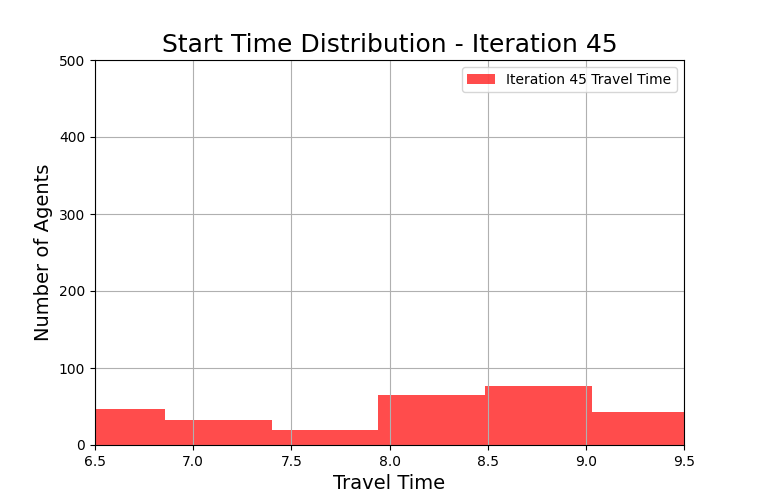 Start Time Distribution - Iteration 45
Iteration 45 Travel Time
Number of Agents
500
400
300
200
100
0
6.5 7.0 7.5 8.0 8.5 9.0 9.5
Travel Time